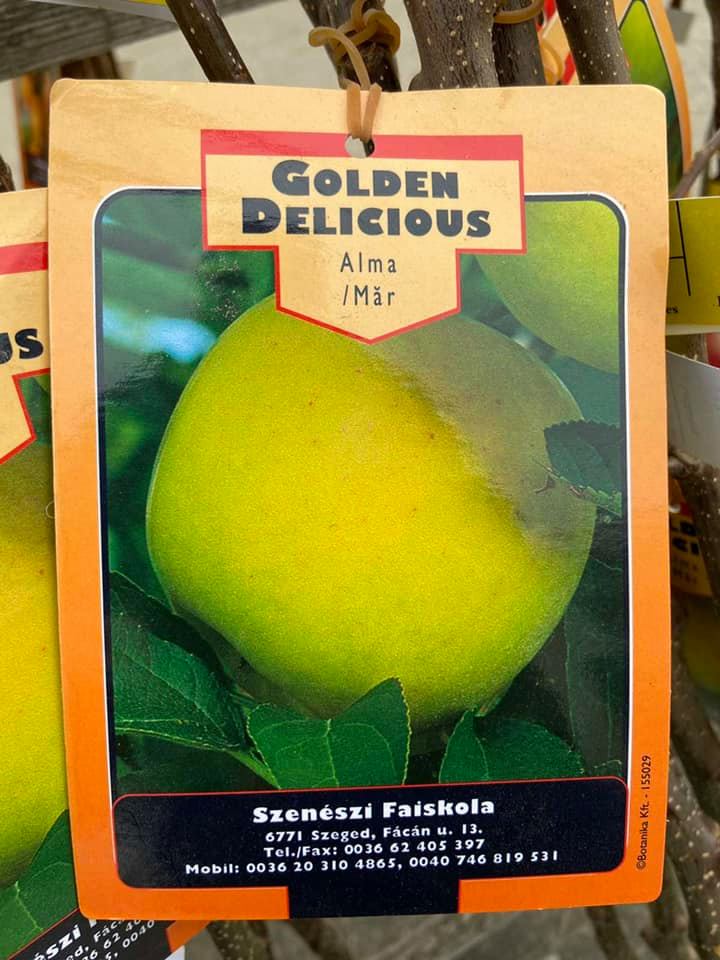 GOLDEN
DELICIOUS
Alma
/Măr
Szenészi Faiskola
6771 Szeged, Fácán u. 13.
Tel./Fax: 0036 62 405 397
Mobil: 0036 20 310 4865, 0040 746 819 531
©Botanika Kft. - 155029
US